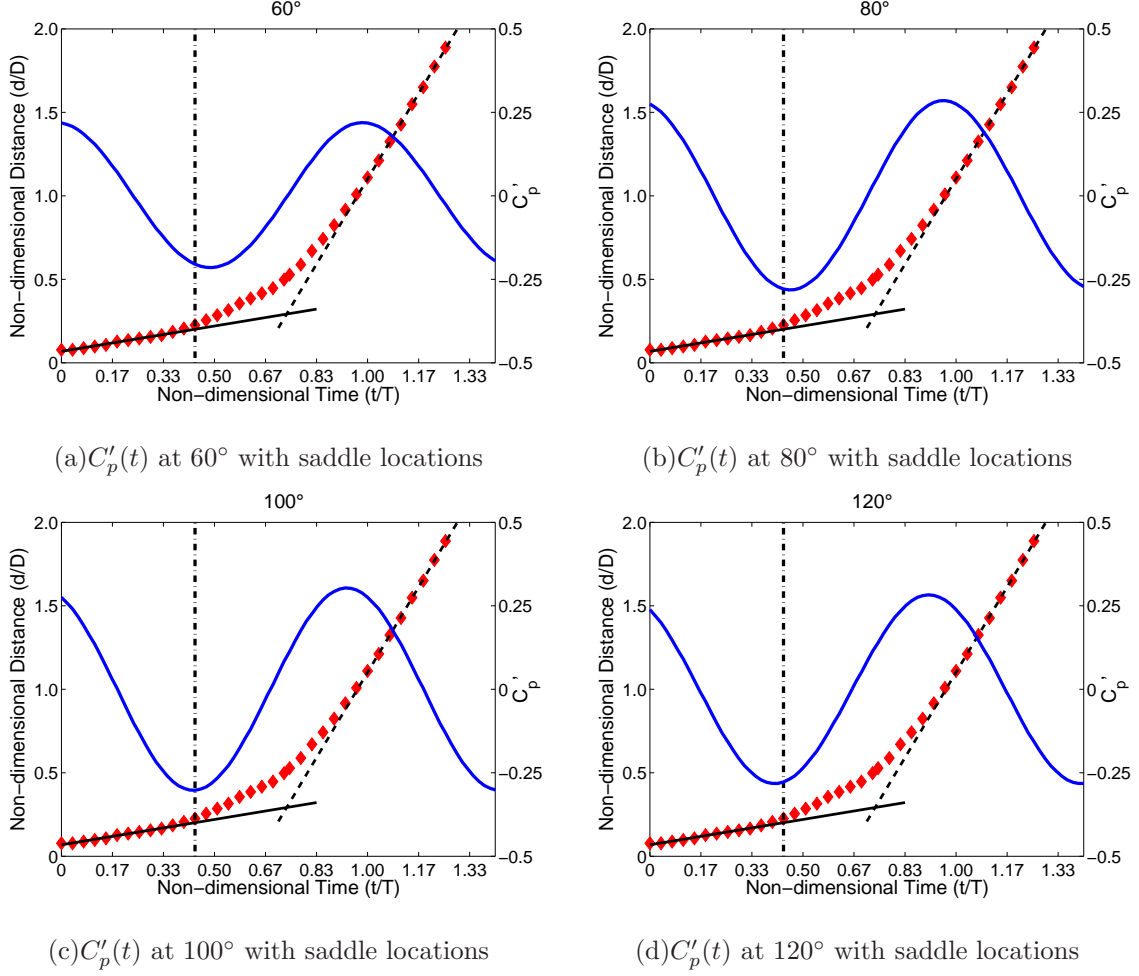 60°
2.0
1.5
1.0
0.5
0
Non−dimensional Distance (d/D)
0.5
0.25
0
−0.25
−0.5
C'p
0 0.17 0.33 0.50 0.67 0.83 1.00 1.17 1.33
Non−dimensional Time (t/T)
(a)C′p(t) at 60° with saddle locations
80°
2.0
1.5
1.0
0.5
0
Non−dimensional Distance (d/D)
0.5
0.25
0
−0.25
−0.5
C'p
0 0.17 0.33 0.50 0.67 0.83 1.00 1.17 1.33
Non−dimensional Time (t/T)
(b)C′p(t) at 80° with saddle locations
100°
2.0
1.5
1.0
0.5
0
Non−dimensional Distance (d/D)
0.5
0.25
0
−0.25
−0.5
C'p
0 0.17 0.33 0.50 0.67 0.83 1.00 1.17 1.33
Non−dimensional Time (t/T)
(c)C′p(t) at 100° with saddle locations
120°
2.0
1.5
1.0
0.5
0
Non−dimensional Distance (d/D)
0.5
0.25
0
−0.25
−0.5
C'p
0 0.17 0.33 0.50 0.67 0.83 1.00 1.17 1.33
Non−dimensional Time (t/T)
(d)C′p(t) at 120° with saddle locations